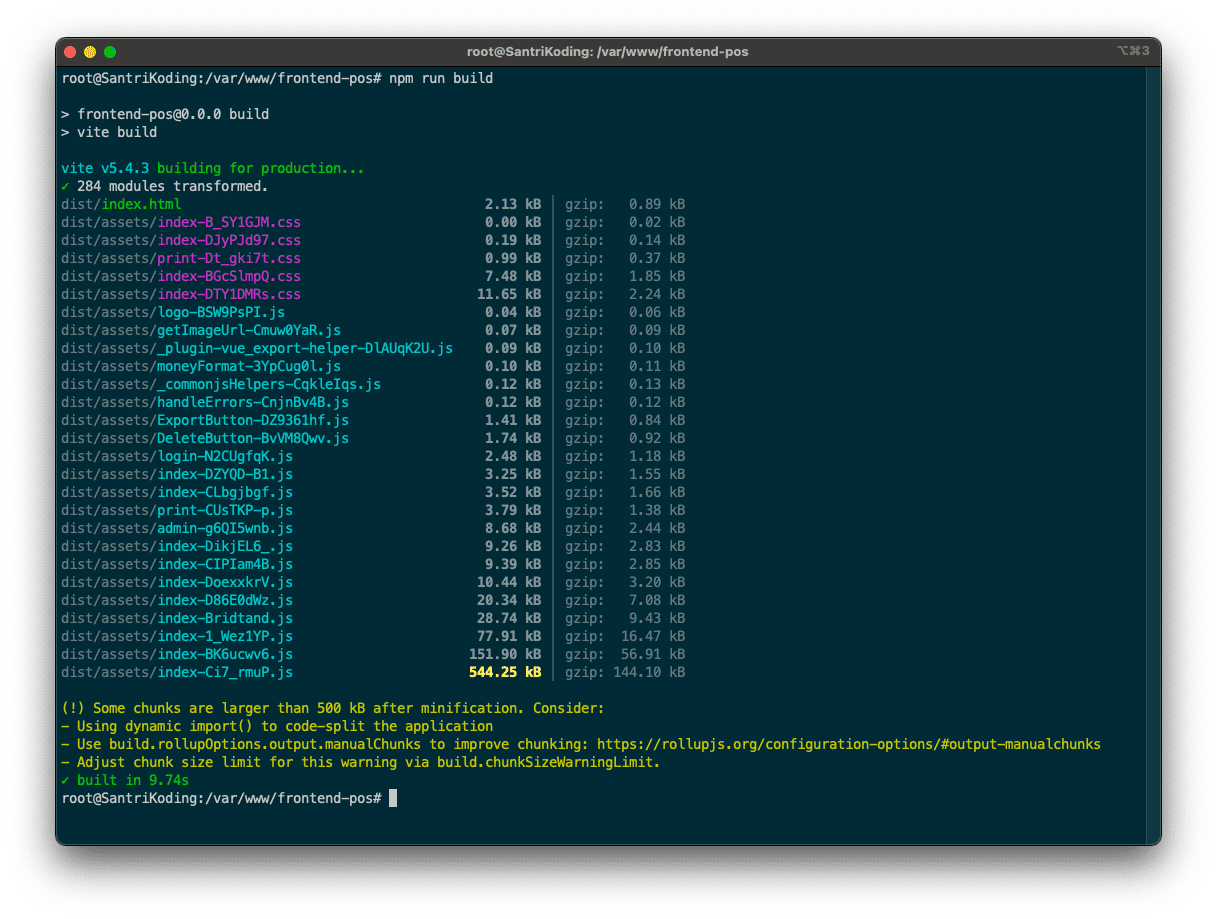 root@SantriKoding: /var/www/frontend-pos
⌥⌘3
root@SantriKoding:/var/www/frontend-pos# npm run build
> frontend-pos@0.0.0 build
> vite build
vite v5.4.3 building for production...
✓ 284 modules transformed.
dist/index.html 2.13 kB │ gzip: 0.89 kB
dist/assets/index-B_SY1GJM.css 0.00 kB │ gzip: 0.02 kB
dist/assets/index-DJyPJd97.css 0.19 kB │ gzip: 0.14 kB
dist/assets/print-Dt_gki7t.css 0.99 kB │ gzip: 0.37 kB
dist/assets/index-BGcSlmpQ.css 7.48 kB │ gzip: 1.85 kB
dist/assets/index-DTY1DMRs.css 11.65 kB │ gzip: 2.24 kB
dist/assets/logo-BSW9PsPI.js 0.04 kB │ gzip: 0.06 kB
dist/assets/getImageUrl-Cmuw0YaR.js 0.07 kB │ gzip: 0.09 kB
dist/assets/_plugin-vue_export-helper-DlAUqK2U.js 0.09 kB │ gzip: 0.10 kB
dist/assets/moneyFormat-3YpCug0l.js 0.10 kB │ gzip: 0.11 kB
dist/assets/_commonjsHelpers-CqkleIqs.js 0.12 kB │ gzip: 0.13 kB
dist/assets/handleErrors-CnjnBv4B.js 0.12 kB │ gzip: 0.12 kB
dist/assets/ExportButton-DZ9361hf.js 1.41 kB │ gzip: 0.84 kB
dist/assets/DeleteButton-BvVM8Qwv.js 1.74 kB │ gzip: 0.92 kB
dist/assets/login-N2CUgfqK.js 2.48 kB │ gzip: 1.18 kB
dist/assets/index-DZYQD-B1.js 3.25 kB │ gzip: 1.55 kB
dist/assets/index-CLbgjbgf.js 3.52 kB │ gzip: 1.66 kB
dist/assets/print-CUsTKP-p.js 3.79 kB │ gzip: 1.38 kB
dist/assets/admin-g6QI5wnb.js 8.68 kB │ gzip: 2.44 kB
dist/assets/index-DikjEL6_.js 9.26 kB │ gzip: 2.83 kB
dist/assets/index-CIPIam4B.js 9.39 kB │ gzip: 2.85 kB
dist/assets/index-DoexxkrV.js 10.44 kB │ gzip: 3.20 kB
dist/assets/index-D86E0dWz.js 20.34 kB │ gzip: 7.08 kB
dist/assets/index-Bridtand.js 28.74 kB │ gzip: 9.43 kB
dist/assets/index-1_Wez1YP.js 77.91 kB │ gzip: 16.47 kB
dist/assets/index-BK6ucwv6.js 151.90 kB │ gzip: 56.91 kB
dist/assets/index-Ci7_rmuP.js 544.25 kB │ gzip: 144.10 kB
(!) Some chunks are larger than 500 kB after minification. Consider:
- Using dynamic import() to code-split the application
- Use build.rollupOptions.output.manualChunks to improve chunking: https://rollupjs.org/configuration-options/#output-manualchunks
- Adjust chunk size limit for this warning via build.chunkSizeWarningLimit.
✓ built in 9.74s
root@SantriKoding:/var/www/frontend-pos#